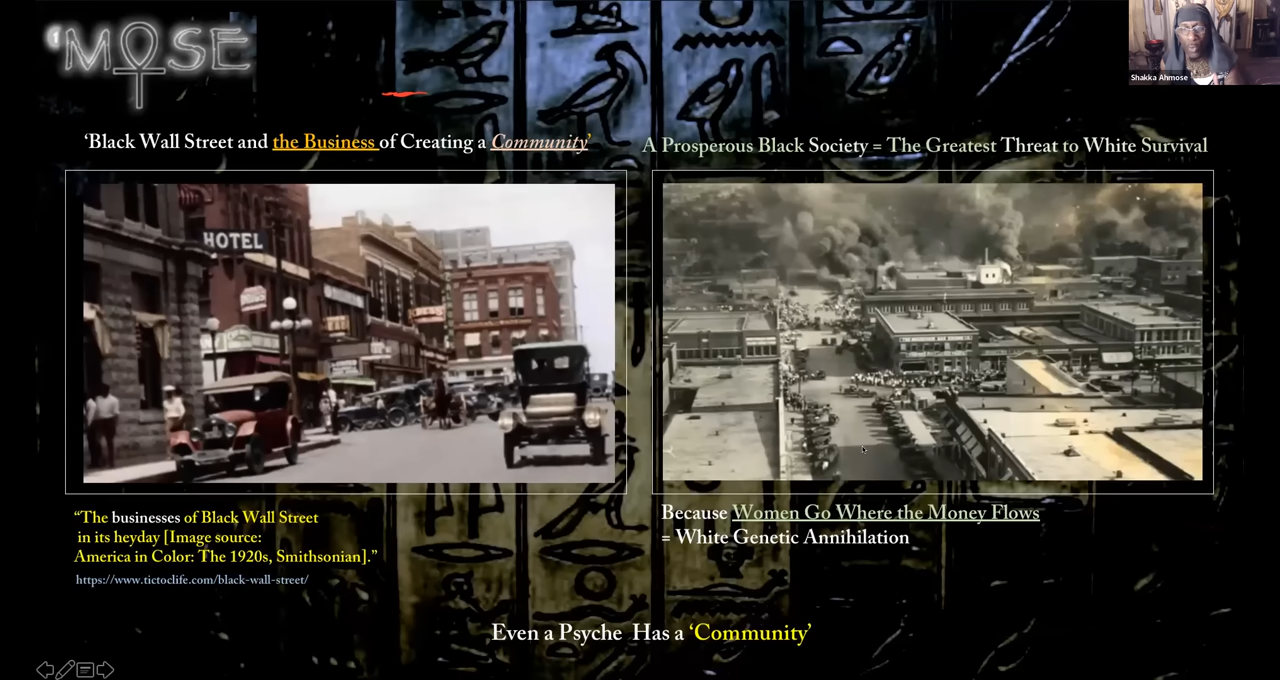 'MOSE
Shakka Ahmose
'Black Wall Street and the Business of Creating a Community'
A Prosperous Black Society = The Greatest Threat to White Survival
HOTEL
"The businesses of Black Wall Street
in its heyday [Image source:
America in Color: The 1920s, Smithsonian]."
https://www.tictoclife.com/black-wall-street/
Because Women Go Where the Money Flows
= White Genetic Annihilation
Even a Psyche Has a 'Community'